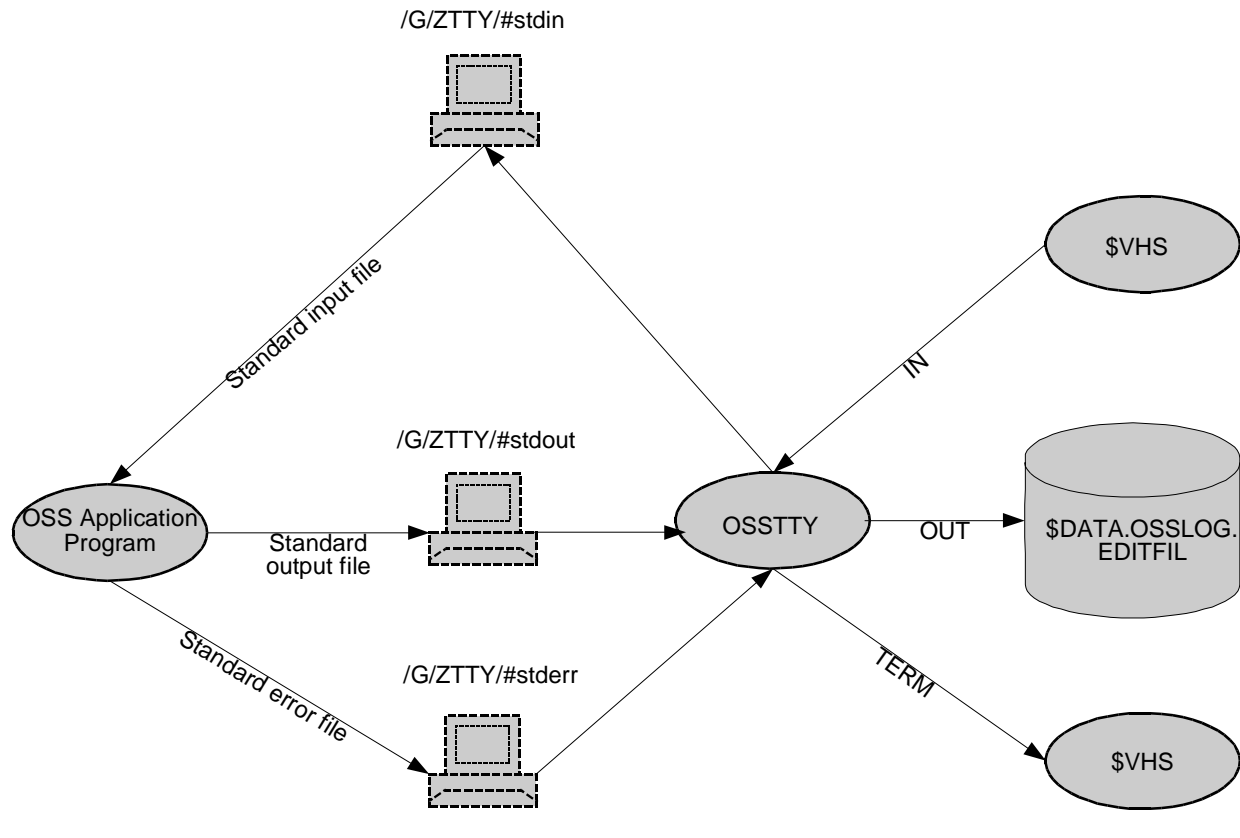 /G/ZTTY/#stdin
$VHS
Standard input file
IN
/G/ZTTY/#stdout
OSS Application
Program
Standard
output file
OSSTTY
OUT
$DATA.OSSLOG.
EDITFIL
Standard error file
/G/ZTTY/#stderr
TERM
$VHS